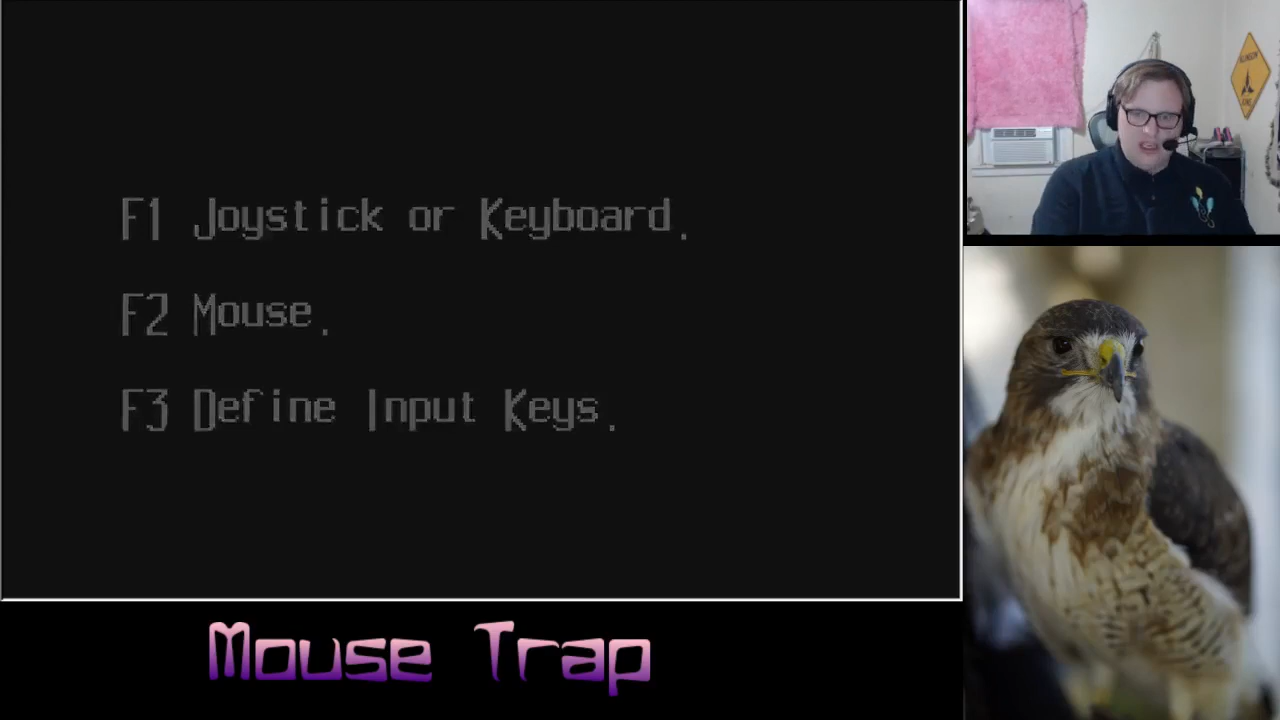 F1 Joystick or Keyboard.
F2 Mouse.
F3 Define Input Keys.
Mouse Trap